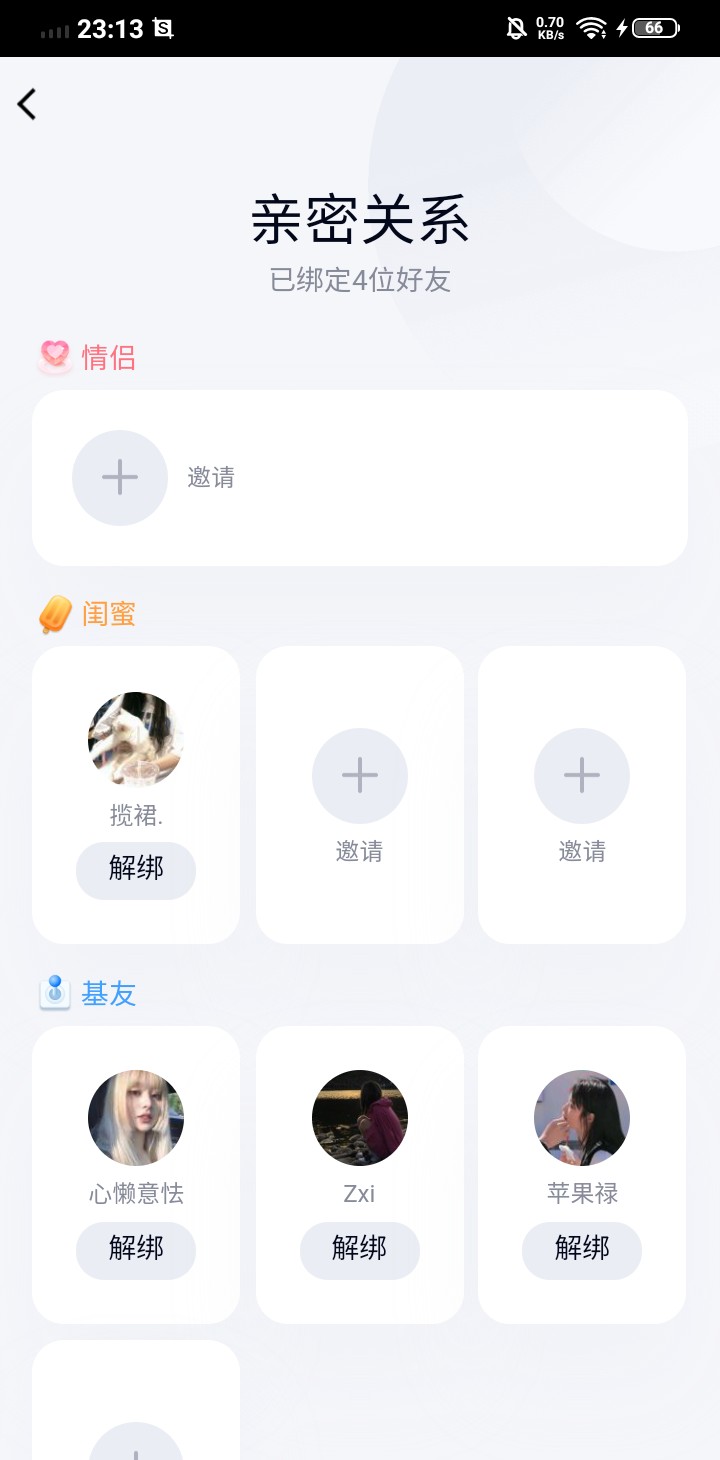 23:13
0.70
KB/s
66
亲密关系
已绑定4位好友
情侣
邀请
闺蜜
揽裙.
解绑
邀请
邀请
基友
心懒意怯
解绑
Zxi
解绑
苹果禄
解绑